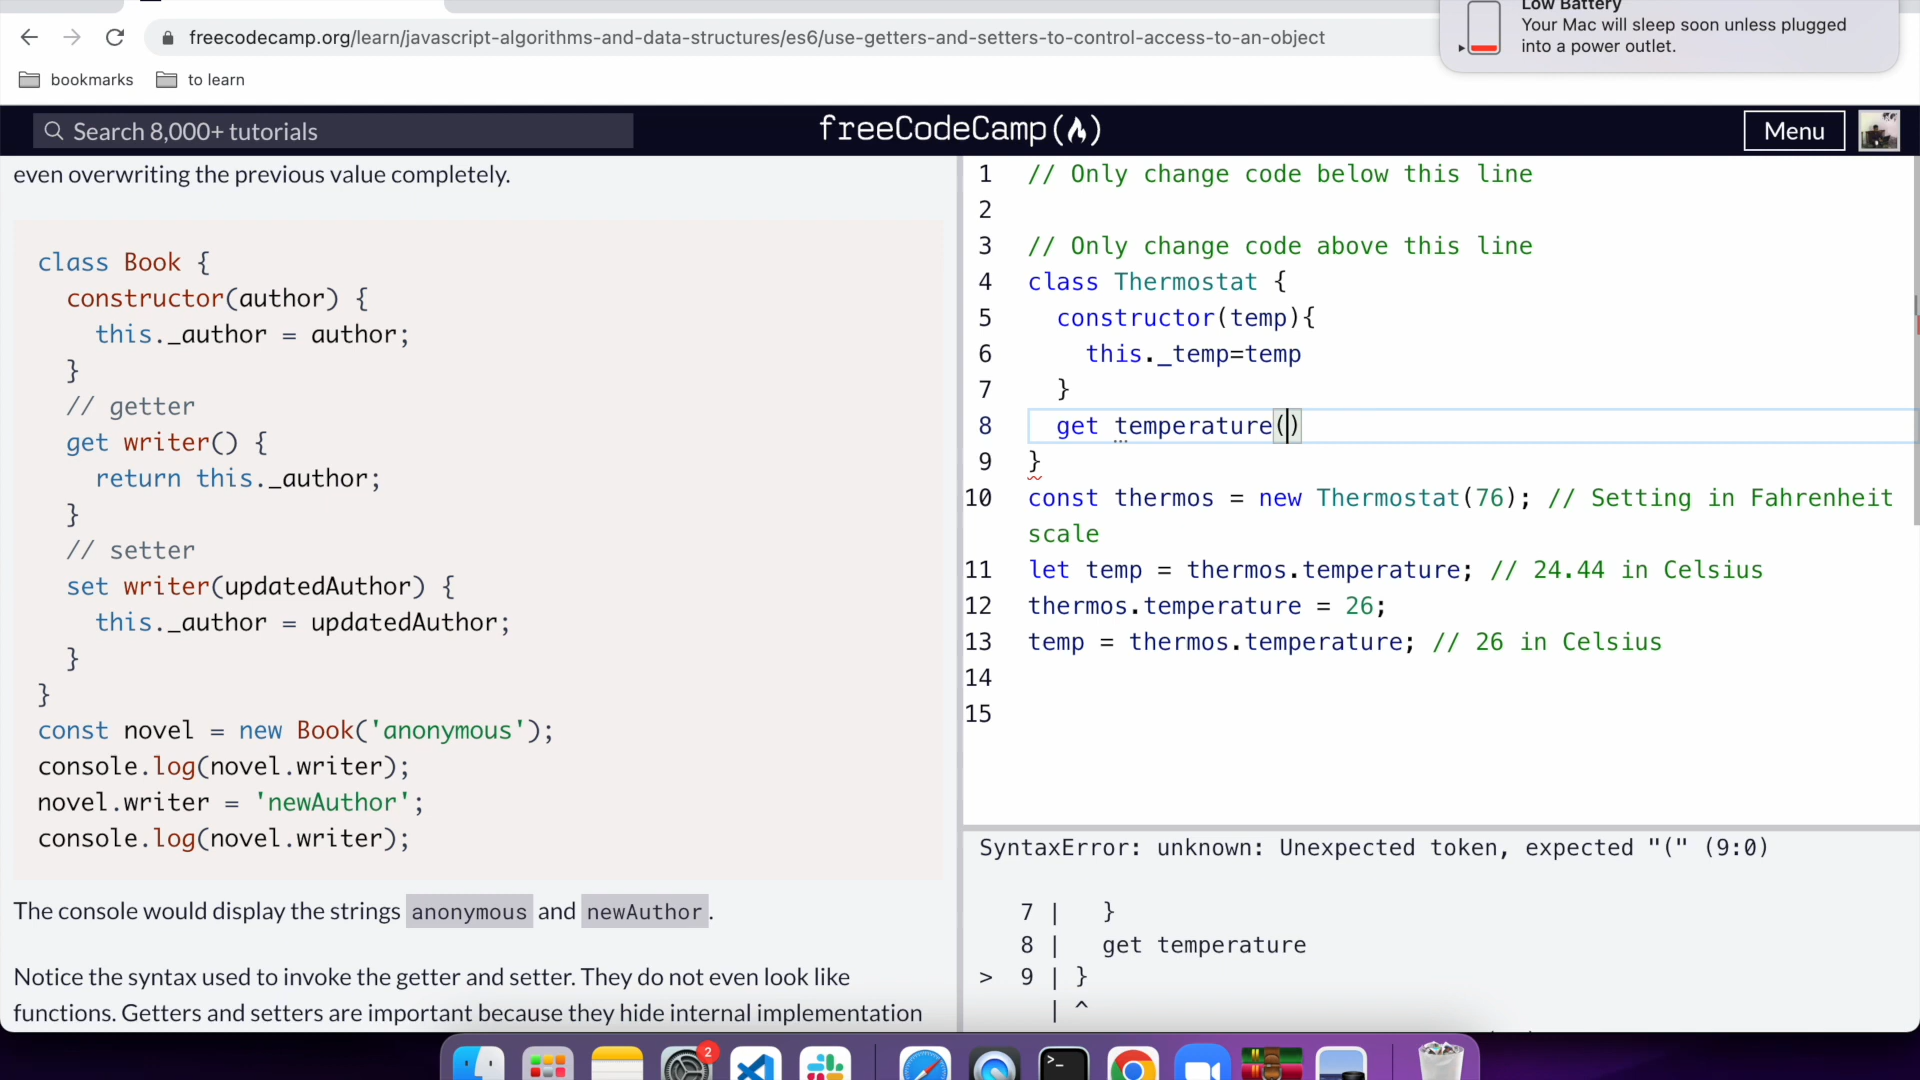 Low Battery
Your Mac will sleep soon unless plugged
into a power outlet.
freecodecamp.org/learn/javascript-algorithms-and-data-structures/es6/use-getters-and-setters-to-control-access-to-an-object
bookmarks to learn
Search 8,000+ tutorials
freeCodeCamp
Menu
even overwriting the previous value completely.
class Book {
constructor(author) {
this._author = author;
}
// getter
get writer() {
return this._author;
}
// setter
set writer(updatedAuthor) {
this._author = updatedAuthor;
}
}
const novel = new Book('anonymous');
console.log(novel.writer);
novel.writer = 'newAuthor';
console.log(novel.writer);
The console would display the strings anonymous and newAuthor.
Notice the syntax used to invoke the getter and setter. They do not even look like
functions. Getters and setters are important because they hide internal implementation
1 // Only change code below this line
2
3 // Only change code above this line
4 class Thermostat {
5 constructor(temp){
6 this._temp=temp
7 }
8 get temperature()
9 }
10 const thermos = new Thermostat(76); // Setting in Fahrenheit
scale
11 let temp = thermos.temperature; // 24.44 in Celsius
12 thermos.temperature = 26;
13 temp = thermos.temperature; // 26 in Celsius
14
15
SyntaxError: unknown: Unexpected token, expected "(" (9:0)
7 | }
8 | get temperature
> 9 | }
| ^
2